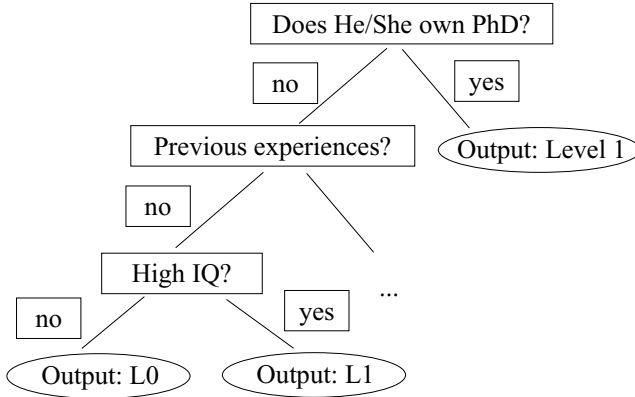 Does He/She own PhD?
no
yes
Previous experiences?
Output: Level 1
no
High IQ?
...
no
yes
Output: L0
Output: L1